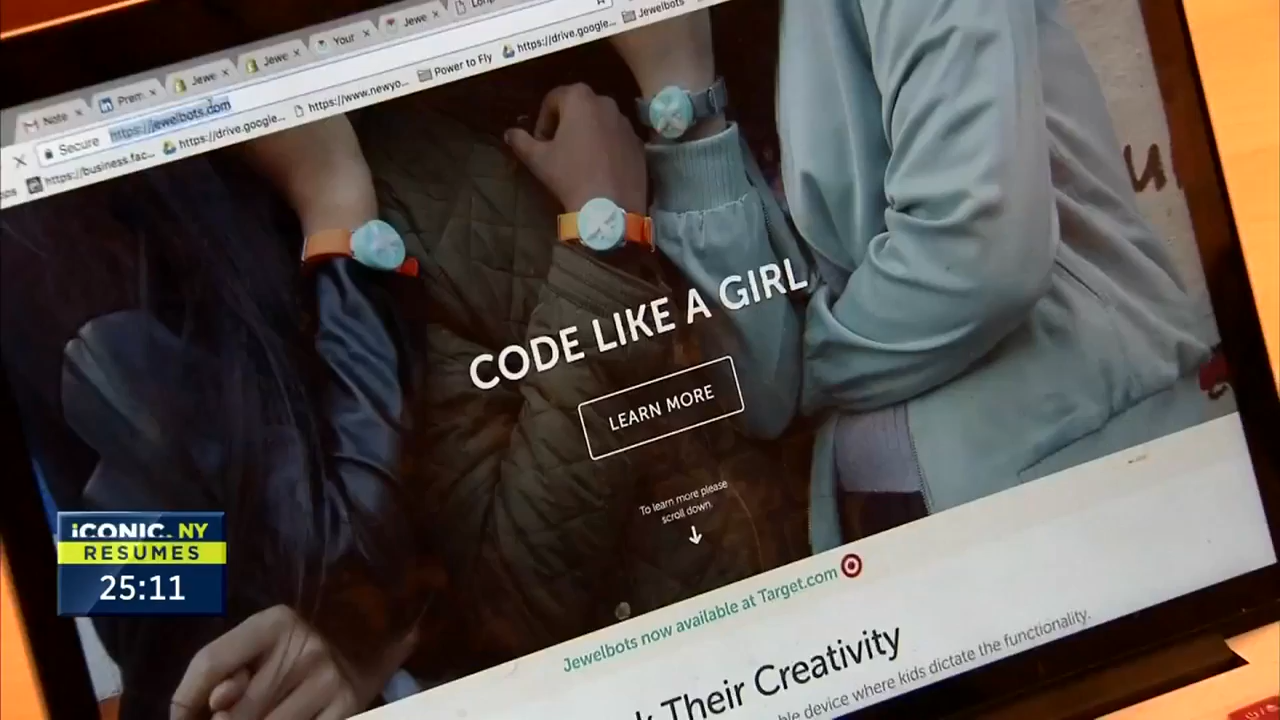 Note
Prem
Jewe
Jewe
Your
Jewe
Secure
https://jewelbots.com
https://business.fac...
https://drive.google...
https://www.newyo...
Power to Fly
https://drive.google...
Jewelbots
CODE LIKE A GIRL
LEARN MORE
To learn more please
scroll down.
iCONIC. NY
RESUMES
25:11
Jewelbots now available at Target.com
Their Creativity
device where kids dictate the functionality.